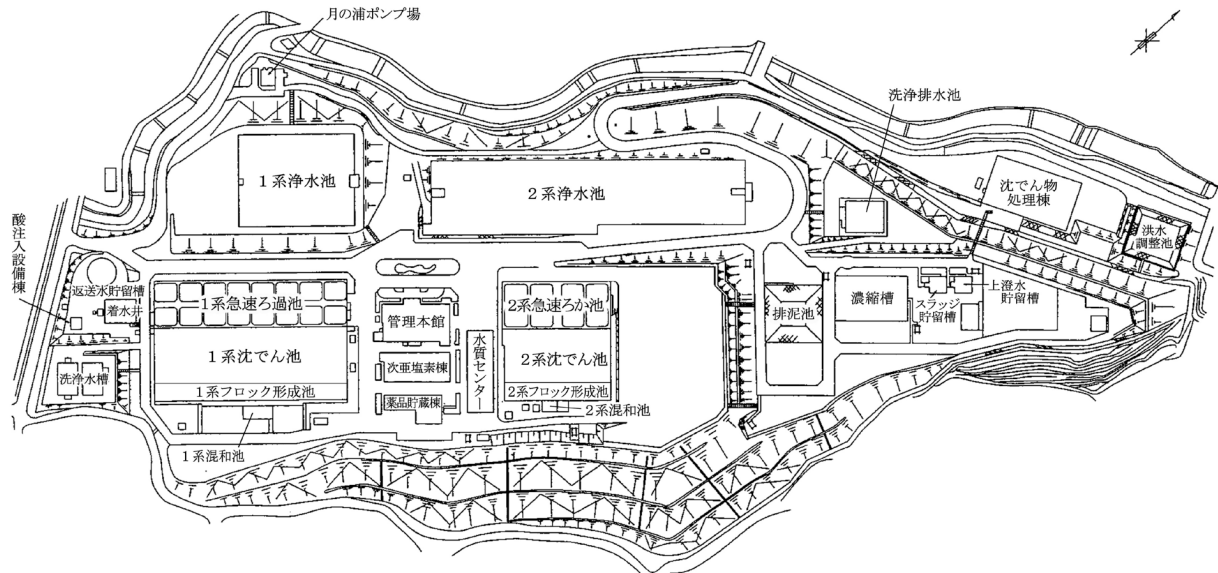 月の浦ポンプ場
洗浄排水池
1系浄水池
2系浄水池
沈でん物
処理棟
洪水
調整池
酸注入設備棟
返送水貯留槽
着水井
1系急速ろ過池
2系急速ろか池
管理本館
水質センター
排泥池
濃縮槽
スラッジ
貯留槽
上澄水
貯留槽
1系沈でん池
2系沈でん池
次亜塩素棟
洗浄水槽
1系フロック形成池
2系フロック形成池
薬品貯蔵棟
2系混和池
1系混和池